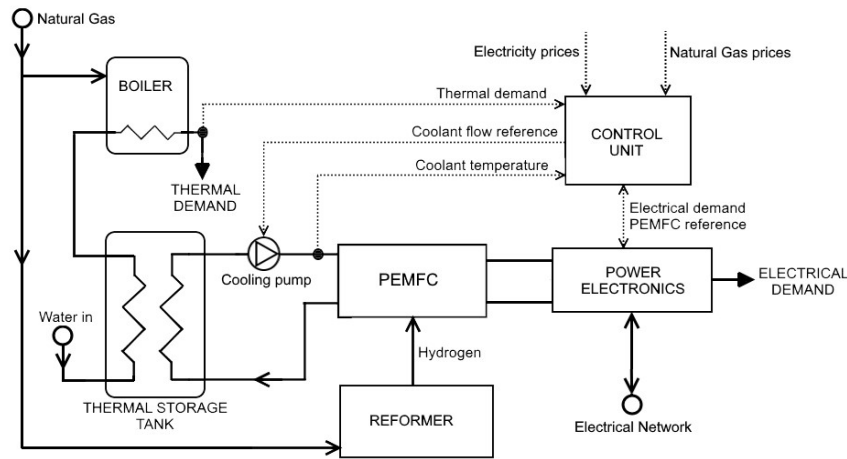 Natural Gas
Electricity prices
Natural Gas prices
BOILER
Thermal demand
Coolant flow reference
Coolant temperature
CONTROL
UNIT
THERMAL
DEMAND
Electrical demand
PEMFC reference
Cooling pump
PEMFC
POWER
ELECTRONICS
ELECTRICAL
DEMAND
Water in
Hydrogen
THERMAL STORAGE
TANK
REFORMER
Electrical Network